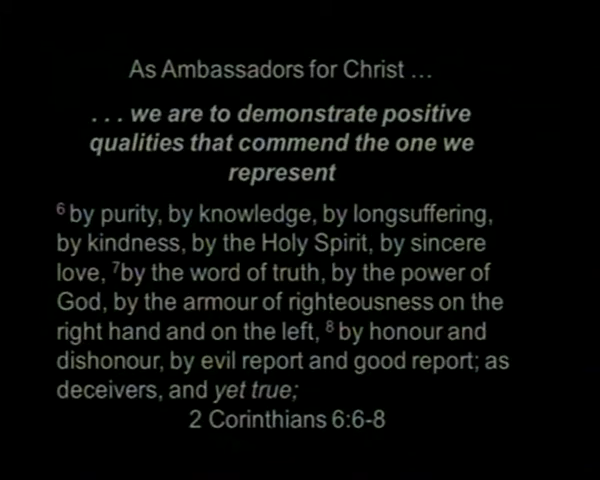 As Ambassadors for Christ ...
. . . we are to demonstrate positive
qualities that commend the one we
represent
⁶ by purity, by knowledge, by longsuffering,
by kindness, by the Holy Spirit, by sincere
love, ⁷by the word of truth, by the power of
God, by the armour of righteousness on the
right hand and on the left, ⁸ by honour and
dishonour, by evil report and good report; as
deceivers, and yet true;
2 Corinthians 6:6-8